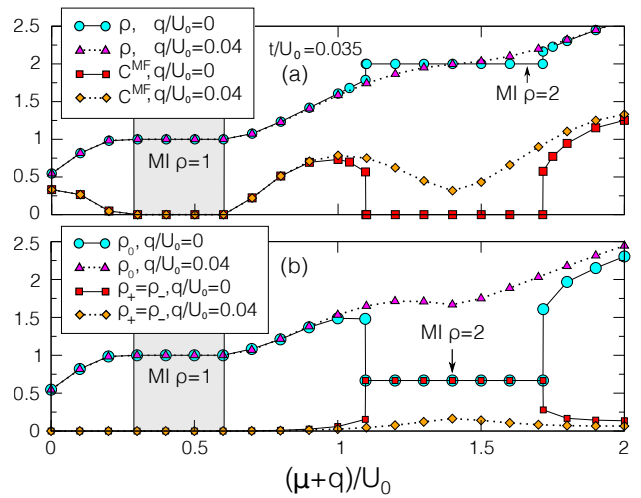 2.5
2
1.5
1
0.5
0
ρ, q/U₀=0
ρ, q/U₀=0.04
C^MF, q/U₀=0
C^MF, q/U₀=0.04
t/U₀=0.035
(a)
MI ρ=2
MI ρ=1
2.5
2
1.5
1
0.5
0
ρ₀, q/U₀=0
ρ₀, q/U₀=0.04
ρ₊=ρ₋, q/U₀=0
ρ₊=ρ₋, q/U₀=0.04
(b)
MI ρ=2
MI ρ=1
0 0.5 1 1.5 2
(μ+q)/U₀